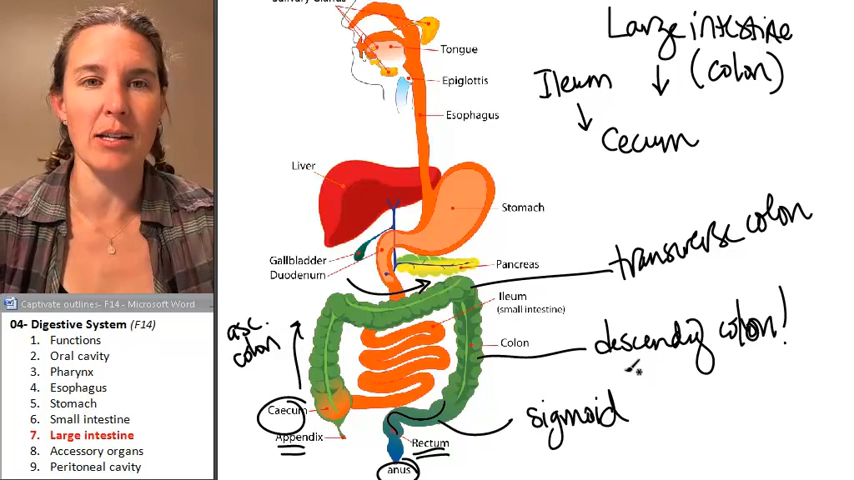 Salivary Glands
Tongue
Epiglottis
Esophagus
Liver
Stomach
Gallbladder
Duodenum
Pancreas
Ileum
(small intestine)
Colon
Caecum
Appendix
Rectum
anus
Large intestine
(colon)
Ileum
Cecum
transverse colon
asc.
colon
descending colon!
sigmoid
Captivate outlines- F14 - Microsoft Word
04- Digestive System (F14)
1. Functions
2. Oral cavity
3. Pharynx
4. Esophagus
5. Stomach
6. Small intestine
7. Large intestine
8. Accessory organs
9. Peritoneal cavity